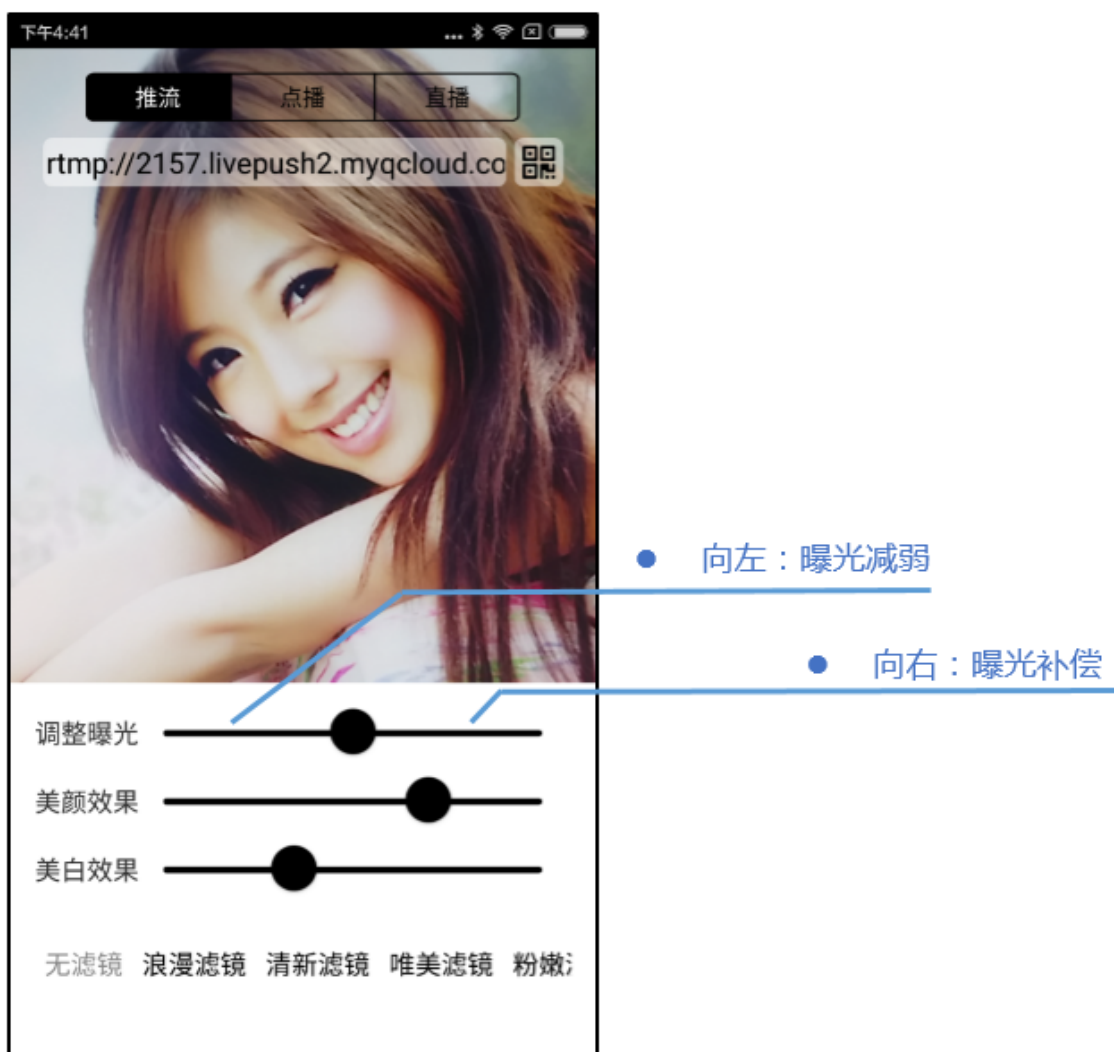 下午4:41
推流 点播 直播
rtmp://2157.livepush2.myqcloud.co
向左：曝光减弱
向右：曝光补偿
调整曝光
美颜效果
美白效果
无滤镜 浪漫滤镜 清新滤镜 唯美滤镜 粉嫩